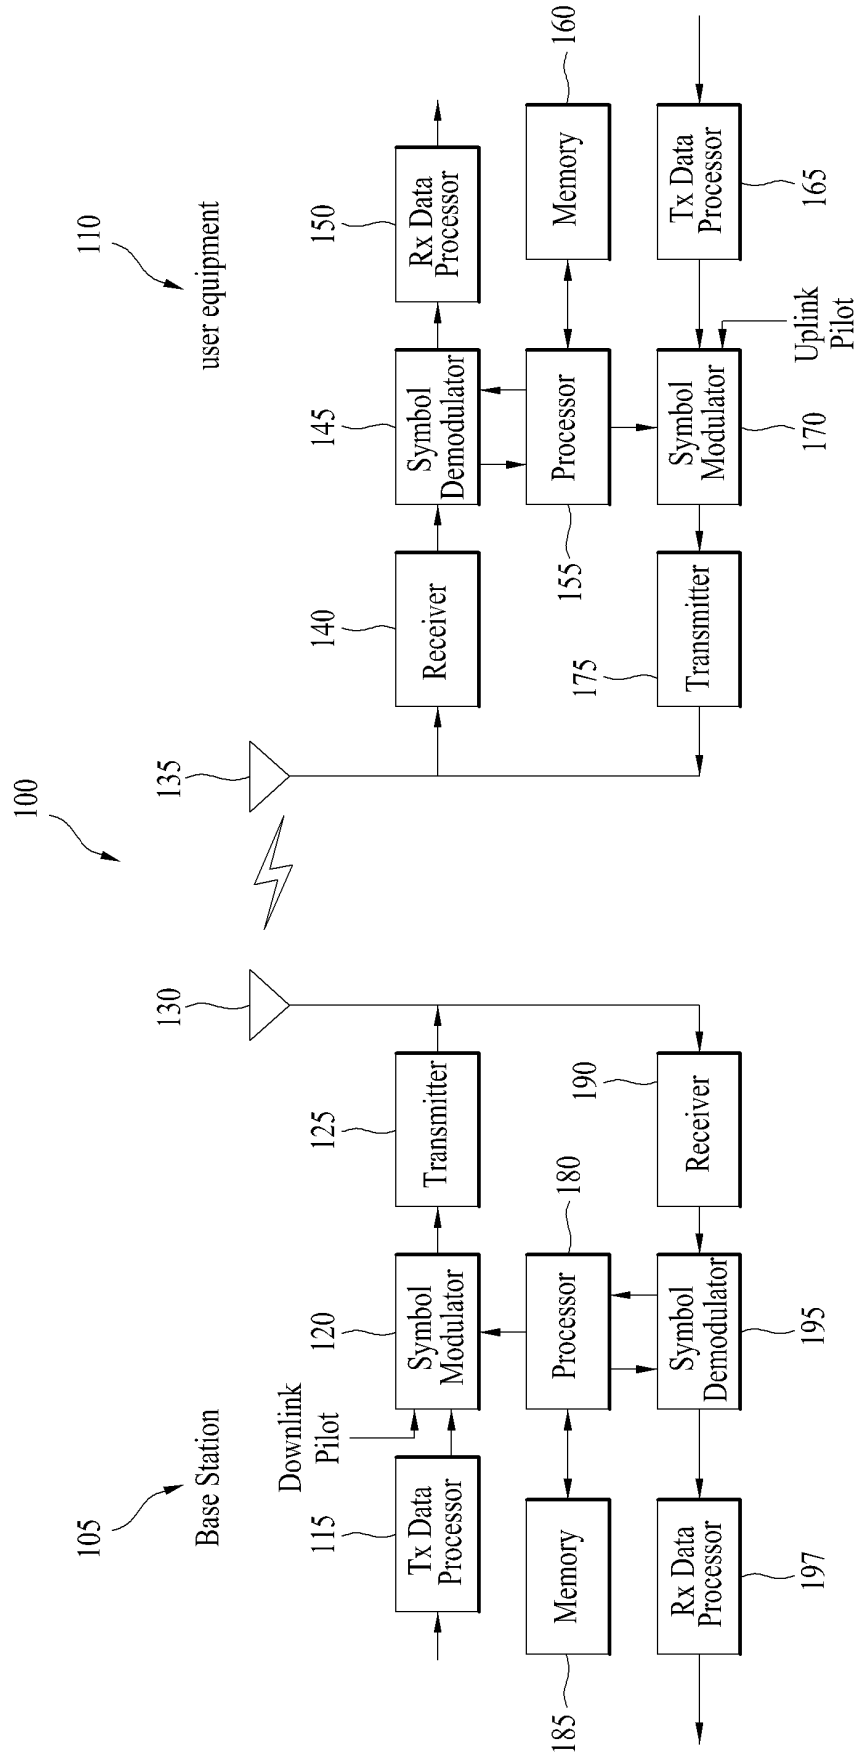 100
105
Base Station
110
user equipment
130
135
Downlink
Pilot
115
Tx Data
Processor
120
Symbol
Modulator
125
Transmitter
140
Receiver
145
Symbol
Demodulator
150
Rx Data
Processor
Memory
185
Processor
180
155
Processor
Memory
160
Rx Data
Processor
197
Symbol
Demodulator
195
Receiver
190
175
Transmitter
Symbol
Modulator
170
Uplink
Pilot
Tx Data
Processor
165